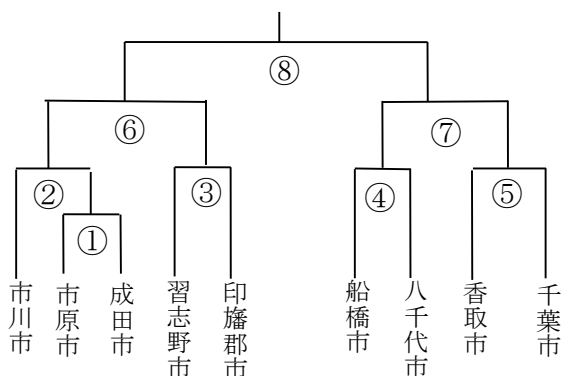 ⑧
⑥
⑦
②
③
④
⑤
①
市川市
市原市
成田市
習志野市
印旛郡市
船橋市
八千代市
香取市
千葉市